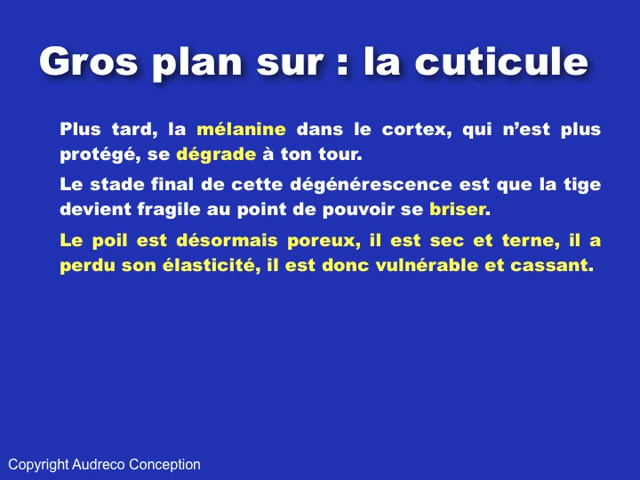 Gros plan sur : la cuticule
Plus tard, la mélanine dans le cortex, qui n’est plus
protégé, se dégrade à ton tour.
Le stade final de cette dégénérescence est que la tige
devient fragile au point de pouvoir se briser.
Le poil est désormais poreux, il est sec et terne, il a
perdu son élasticité, il est donc vulnérable et cassant.
Copyright Audreco Conception